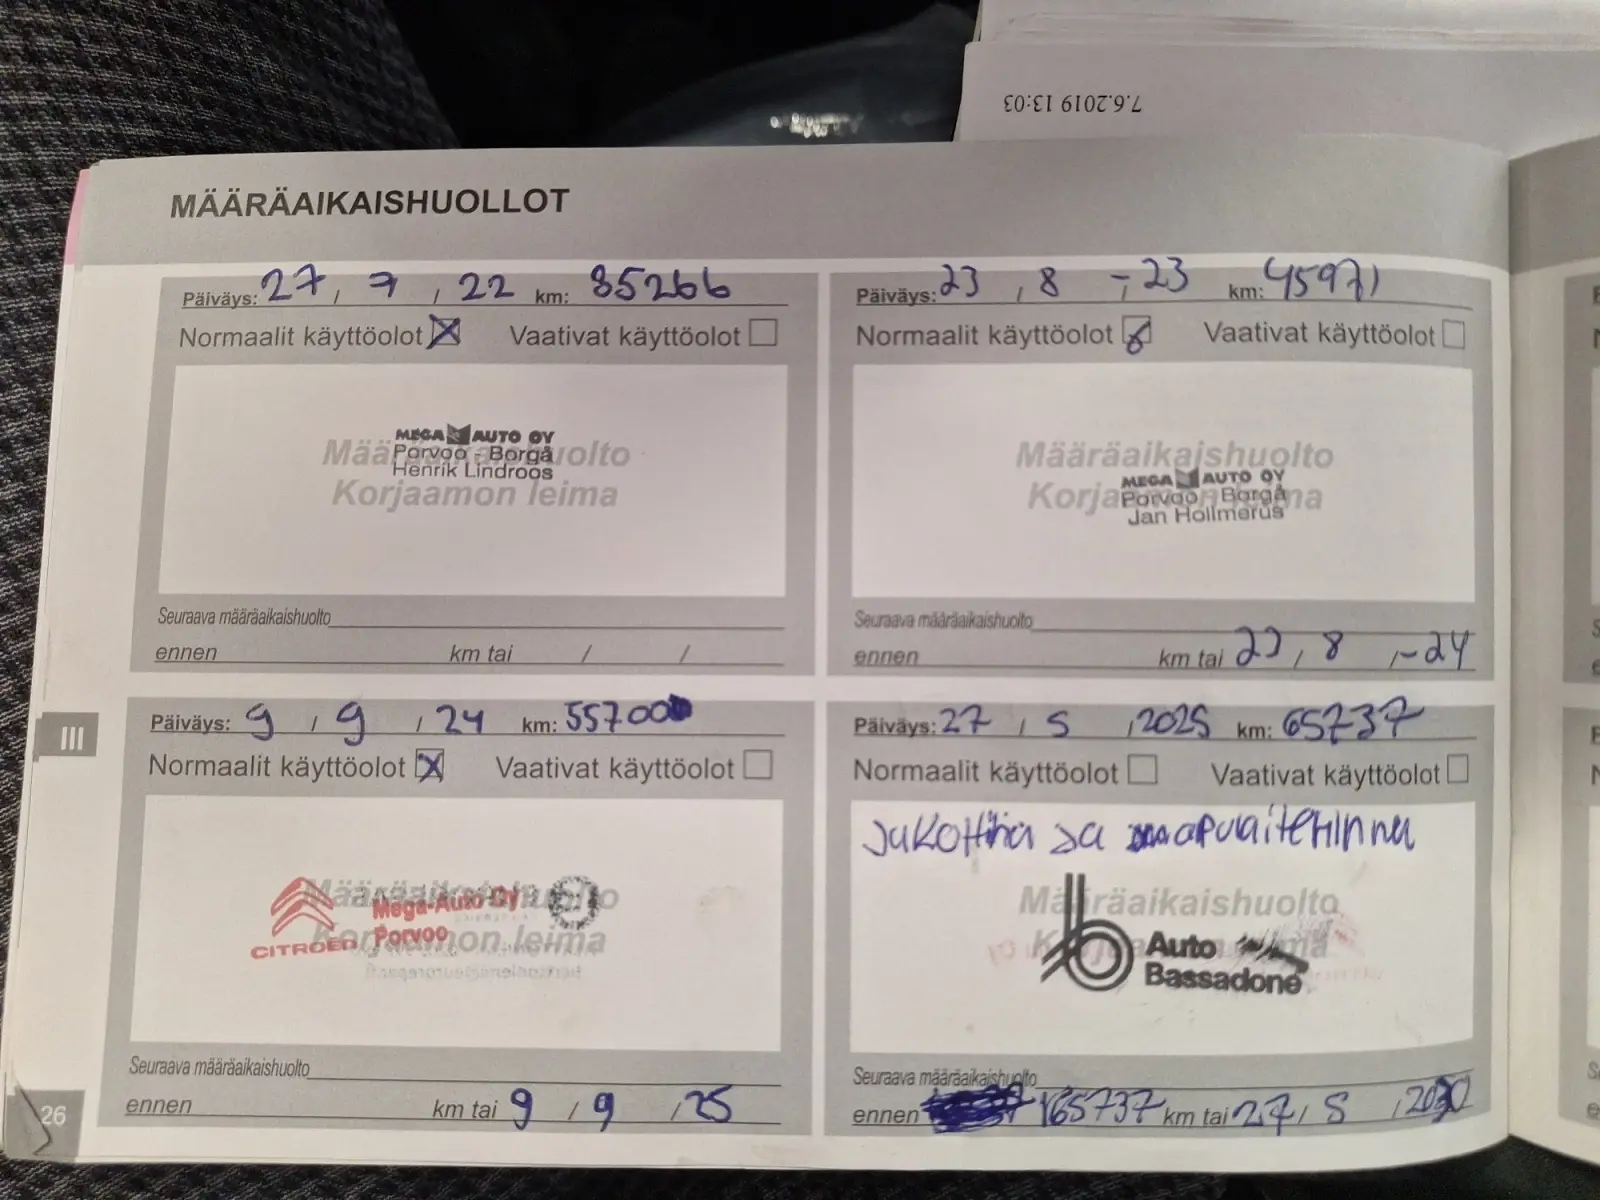 7.6.2019 13:03
MÄÄRÄAIKAISHUOLLOT
Päiväys: 27 / 7 / 22 km: 35266
Normaalit käyttöolot Vaativat käyttöolot
Määräaikaishuolto
Korjaamon leima
MEGA AUTO OY
Porvoo - Borgå
Henrik Lindroos
Seuraava määräaikaishuolto
ennen km tai / /
Päiväys: 23 / 8 / -23 km: 45971
Normaalit käyttöolot Vaativat käyttöolot
Määräaikaishuolto
Korjaamon leima
MEGA AUTO OY
Porvoo - Borgå
Jan Hollmerus
Seuraava määräaikaishuolto
ennen km tai 23 / 8 / -24
Päiväys: 9 / 9 / 24 km: 55700
Normaalit käyttöolot Vaativat käyttöolot
Määräaikaishuolto
Korjaamon leima
CITROËN
Mega-Auto Oy
Porvoo
Seuraava määräaikaishuolto
ennen km tai 9 / 9 / 25
Päiväys: 27 / 5 / 2025 km: 65737
Normaalit käyttöolot Vaativat käyttöolot
Jakohihna ja apulaitehihna
Määräaikaishuolto
Korjaamon leima
Auto
Bassadone
Seuraava määräaikaishuolto
ennen 165737 km tai 27 / 5 / 2030
III
26